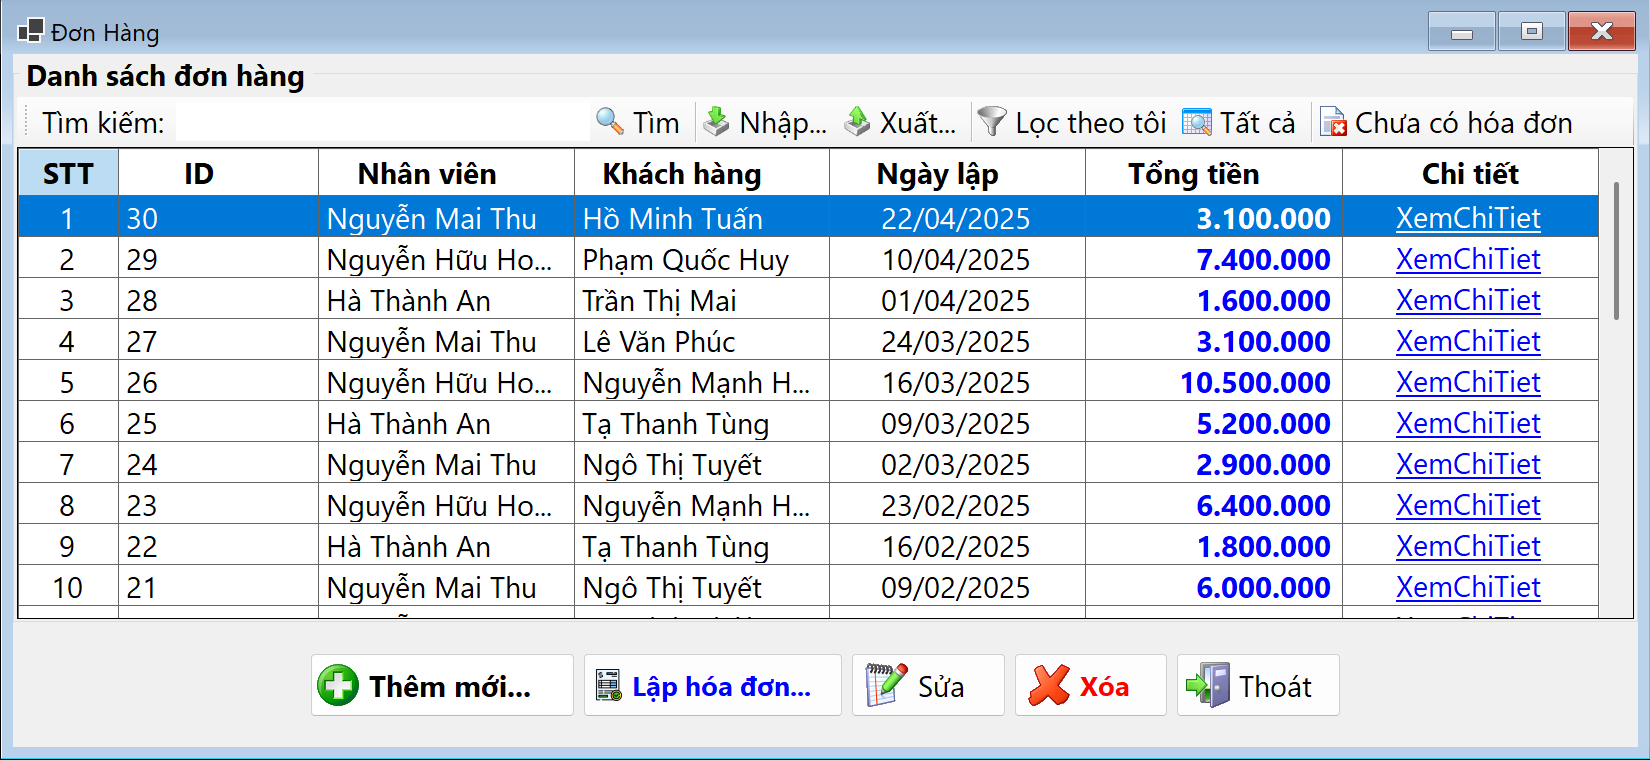 Đơn Hàng
Danh sách đơn hàng
Tìm kiếm: Tìm Nhập... Xuất... Lọc theo tôi Tất cả Chưa có hóa đơn
STT ID Nhân viên Khách hàng Ngày lập Tổng tiền Chi tiết
1 30 Nguyễn Mai Thu Hồ Minh Tuấn 22/04/2025 3.100.000 XemChiTiet
2 29 Nguyễn Hữu Ho... Phạm Quốc Huy 10/04/2025 7.400.000 XemChiTiet
3 28 Hà Thành An Trần Thị Mai 01/04/2025 1.600.000 XemChiTiet
4 27 Nguyễn Mai Thu Lê Văn Phúc 24/03/2025 3.100.000 XemChiTiet
5 26 Nguyễn Hữu Ho... Nguyễn Mạnh H... 16/03/2025 10.500.000 XemChiTiet
6 25 Hà Thành An Tạ Thanh Tùng 09/03/2025 5.200.000 XemChiTiet
7 24 Nguyễn Mai Thu Ngô Thị Tuyết 02/03/2025 2.900.000 XemChiTiet
8 23 Nguyễn Hữu Ho... Nguyễn Mạnh H... 23/02/2025 6.400.000 XemChiTiet
9 22 Hà Thành An Tạ Thanh Tùng 16/02/2025 1.800.000 XemChiTiet
10 21 Nguyễn Mai Thu Ngô Thị Tuyết 09/02/2025 6.000.000 XemChiTiet
Thêm mới... Lập hóa đơn... Sửa Xóa Thoát